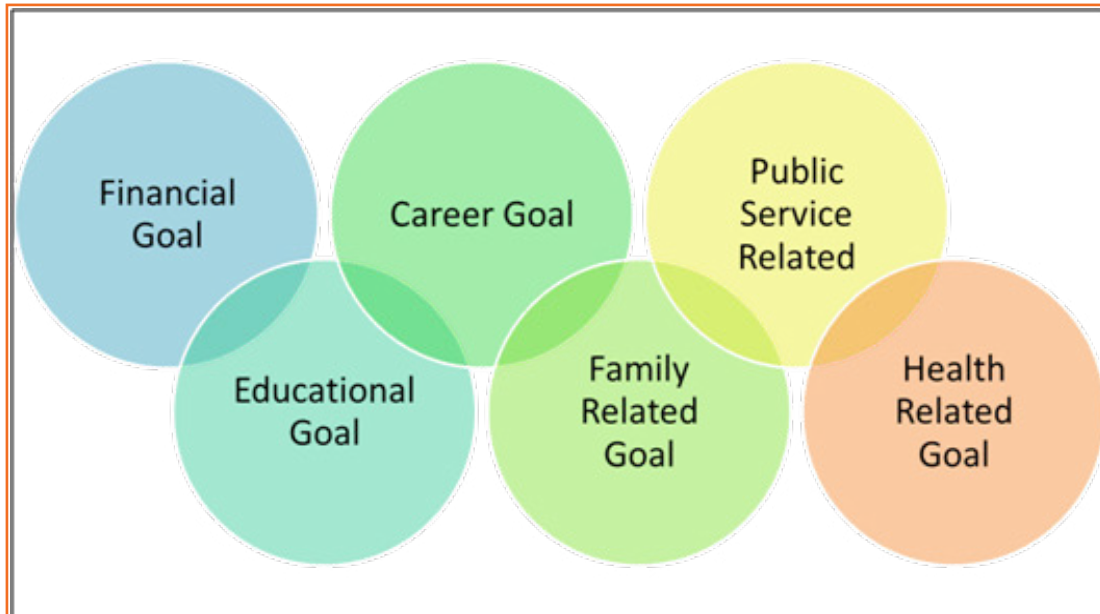 Financial
Goal
Career Goal
Public
Service
Related
Educational
Goal
Family
Related
Goal
Health
Related
Goal